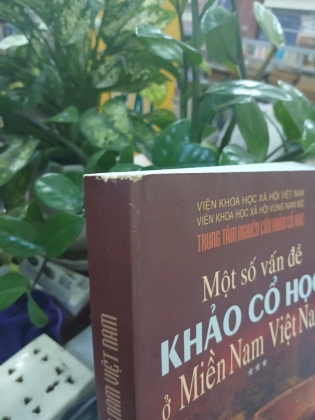 VIỆN KHOA HỌC XÃ HỘI VIỆT NAM
VIỆN KHOA HỌC XÃ HỘI VÙNG NAM BỘ
TRUNG TÂM NGHIÊN CỨU KHẢO CỔ HỌC
Một số vấn đề
KHẢO CỔ HỌC
ở Miền Nam Việt Na
***
NAM VIỆT NAM